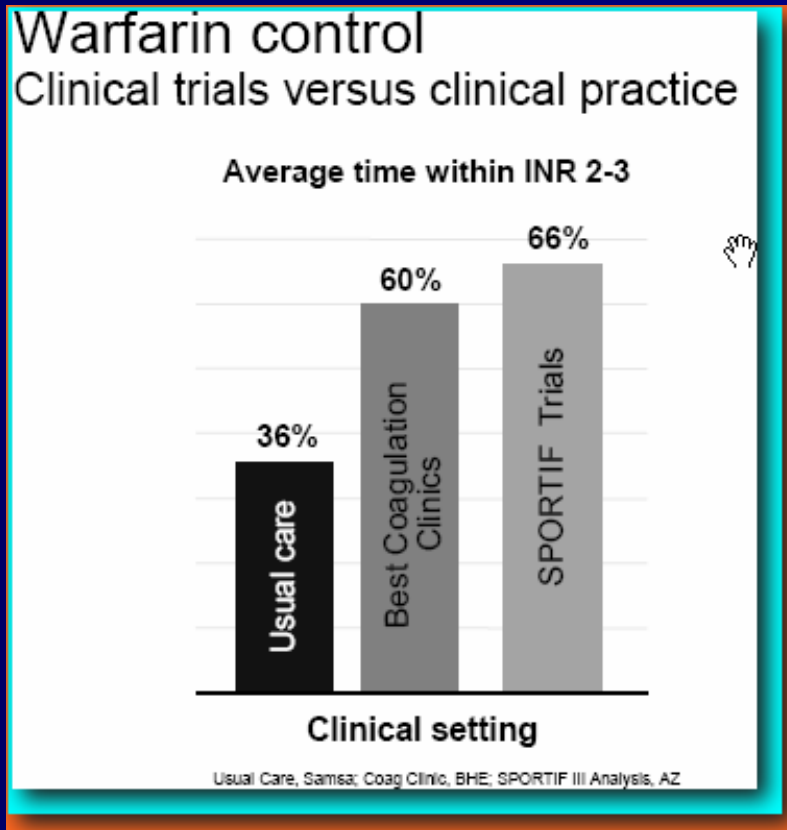 Warfarin control
Clinical trials versus clinical practice
Average time within INR 2-3
66%
60%
36%
Usual care
Best Coagulation
Clinics
SPORTIF Trials
Clinical setting
Usual Care, Samsa; Coag Clinic, BHE; SPORTIF III Analysis, AZ